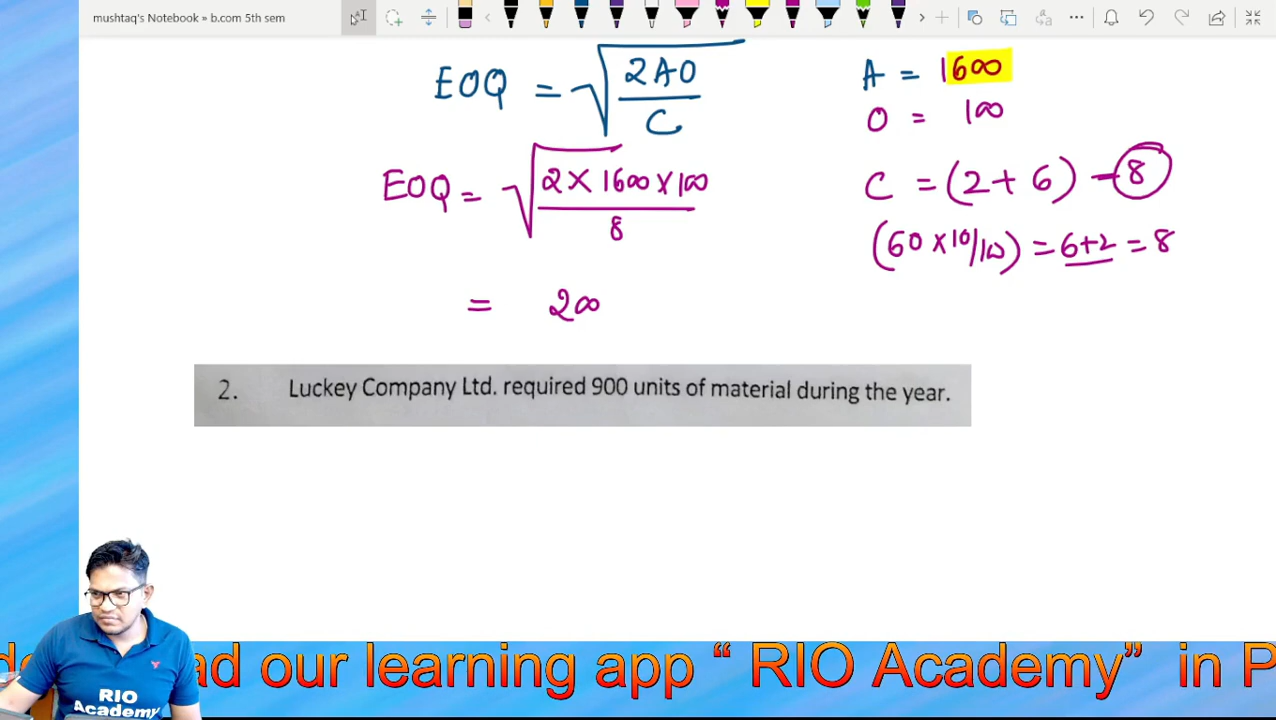 mushtaq's Notebook » b.com 5th sem
EOQ = √ 2AO / C
A = 1600
O = 100
EOQ = √ 2 × 1600 × 100 / 8
C = (2 + 6) - 8
(60 × 10/100) = 6+2 = 8
= 200
2. Luckey Company Ltd. required 900 units of material during the year.
ad our learning app “ RIO Academy” in P
RIO
Academy